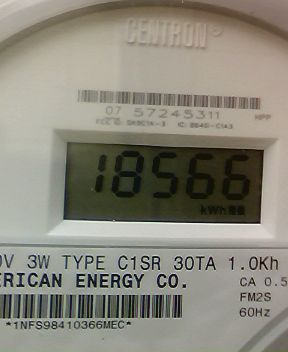 CENTRON®
07 57245311
HPP
18566
kWh
0V 3W TYPE C1SR 30TA 1.0Kh
ERICAN ENERGY CO.
CA 0.5
FM2S
60Hz
*1NFS98410366MEC*